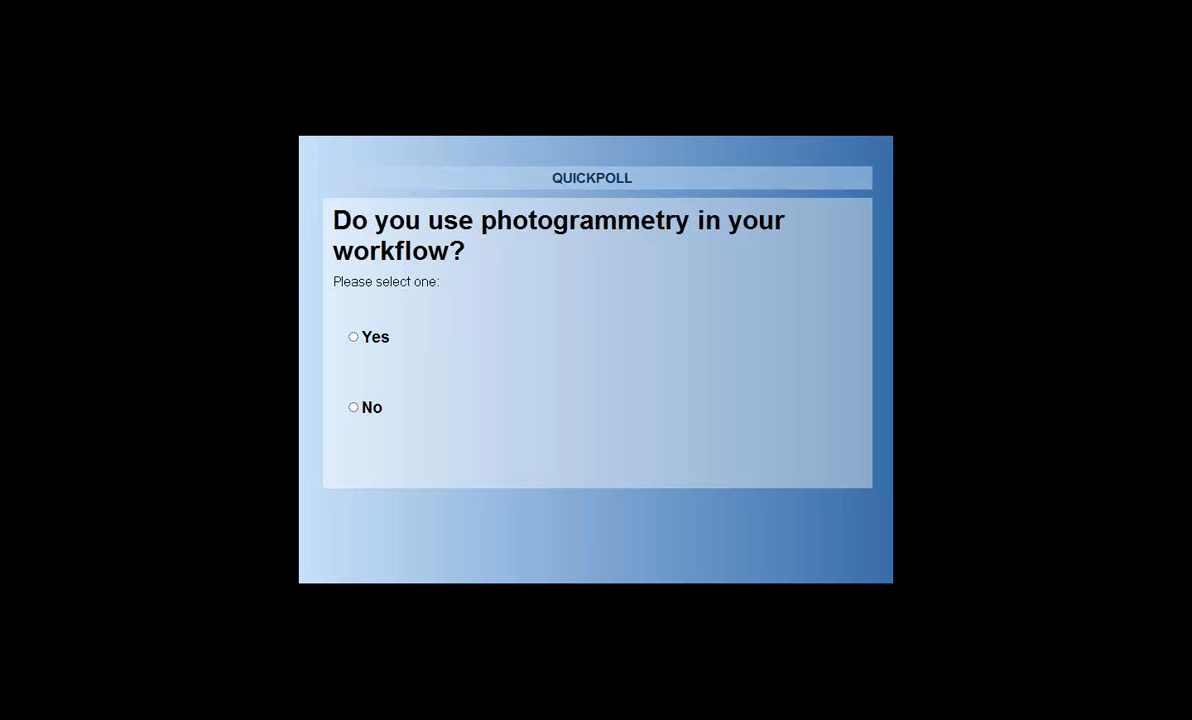 QUICKPOLL
Do you use photogrammetry in your
workflow?
Please select one:
Yes
No